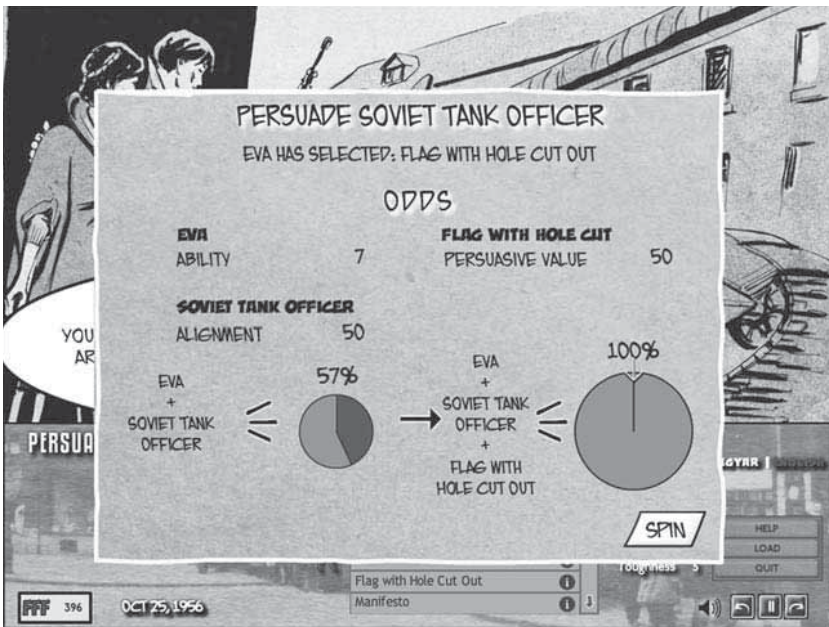 PERSUADE SOVIET TANK OFFICER
EVA HAS SELECTED: FLAG WITH HOLE CUT OUT
ODDS
EVA
ABILITY 7
FLAG WITH HOLE CUT
PERSUASIVE VALUE 50
SOVIET TANK OFFICER
ALIGNMENT 50
EVA
+
SOVIET TANK
OFFICER
57%
EVA
+
SOVIET TANK
OFFICER
+
FLAG WITH
HOLE CUT OUT
100%
SPIN
YOU
AR
PERSUA
GYAR |
Roughness 5
HELP
LOAD
QUIT
Flag with Hole Cut Out
Manifesto
FFF 396
OCT 25, 1956